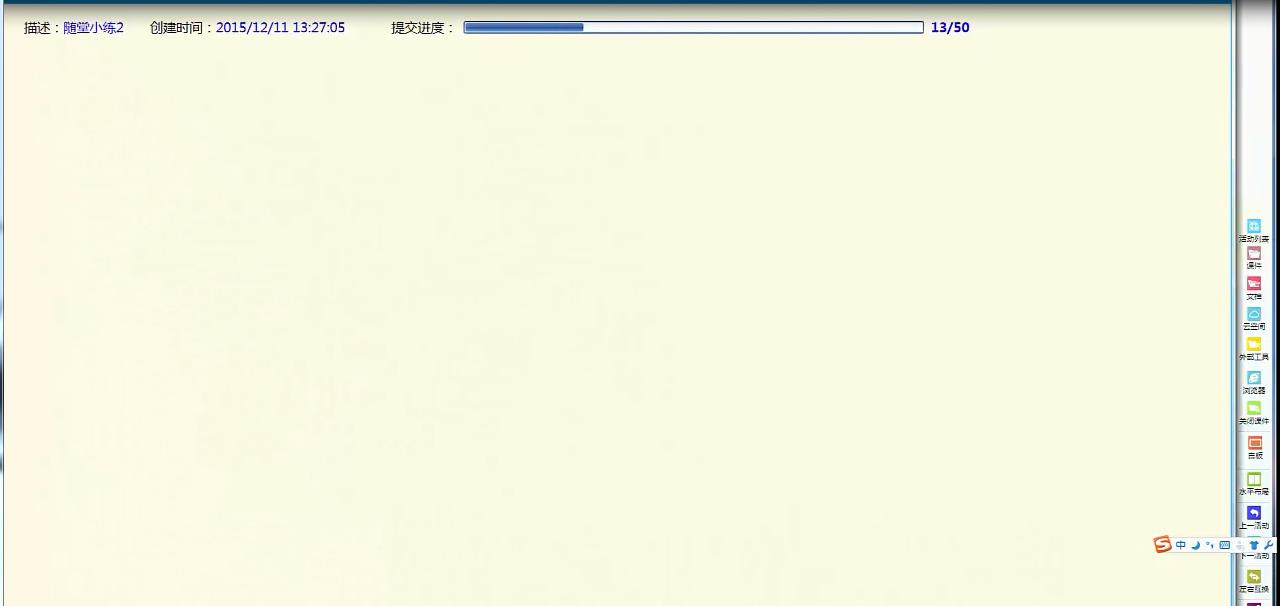 描述：随堂小练2 创建时间：2015/12/11 13:27:05 提交进度： 13/50
活动列表
课件
文档
云空间
外部工具
浏览器
关闭课件
白板
水平布局
上一活动
中
下一活动
左右互换